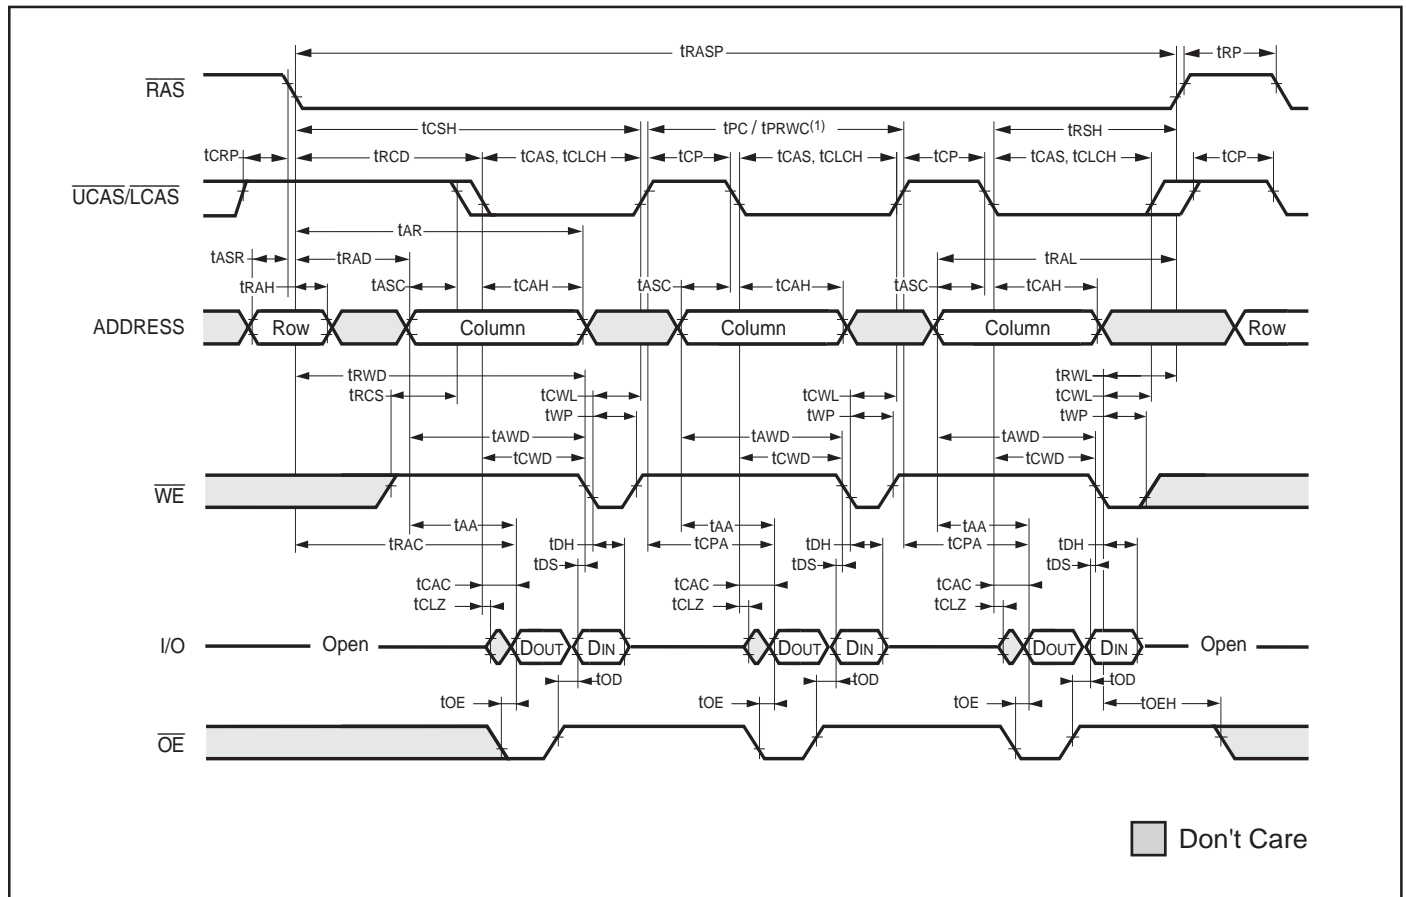 tRASP tRP
RAS
tCSH tPC / tPRWC(1) tRSH
tCRP tRCD tCAS, tCLCH tCP tCAS, tCLCH tCP tCAS, tCLCH tCP
UCAS/LCAS
tAR
tASR tRAD tRAL
tRAH tASC tCAH tASC tCAH tASC tCAH
ADDRESS Row Column Column Column Row
tRWD tRWL
tRCS tCWL tCWL tCWL
tWP tWP tWP
tAWD tAWD tAWD
tCWD tCWD tCWD
WE
tAA tAA tAA
tRAC tDH tCPA tDH tCPA tDH
tDS tDS tDS
tCAC tCAC tCAC
tCLZ tCLZ tCLZ
I/O Open DOUT DIN DOUT DIN DOUT DIN Open
tOD tOD tOD
tOE tOE tOE tOEH
OE
Don't Care